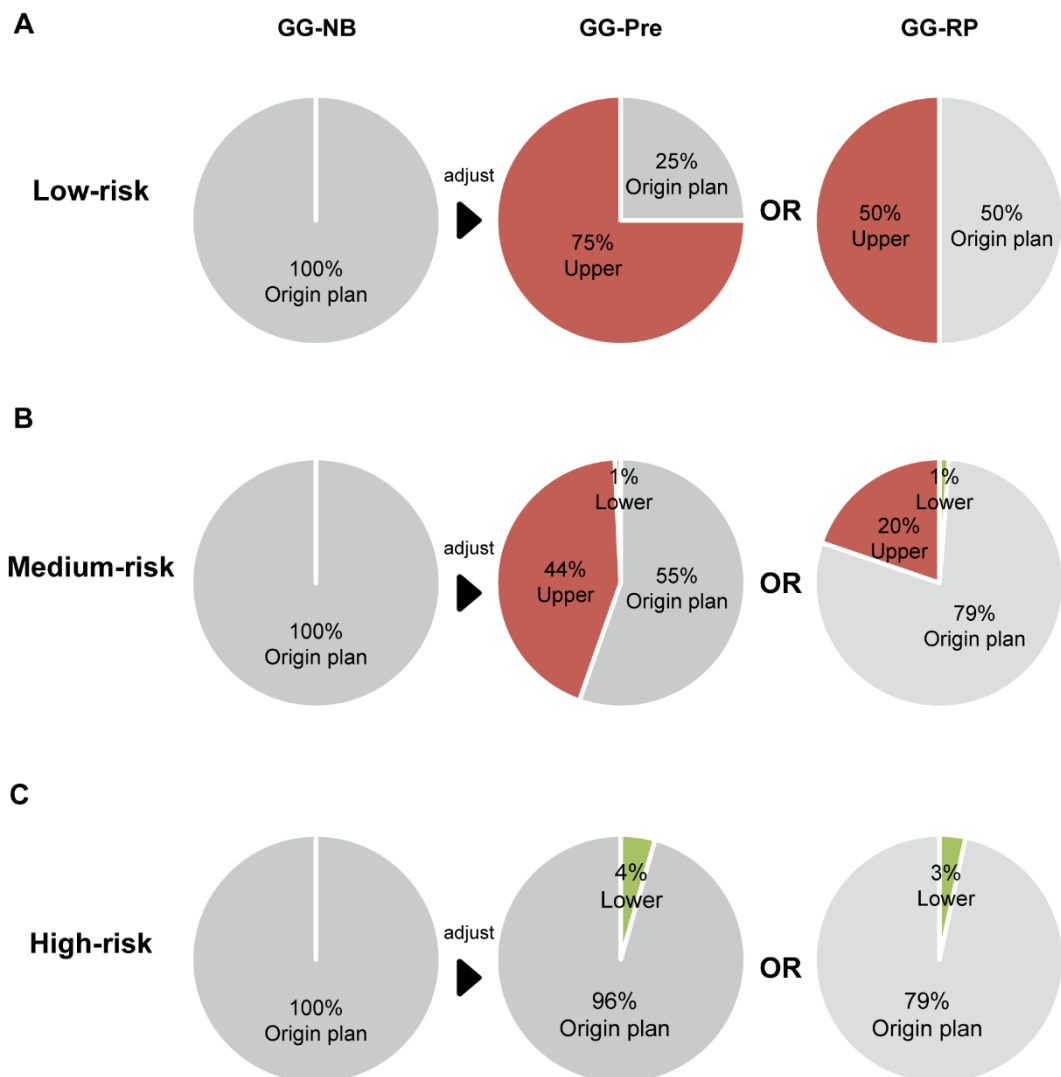 A
GG-NB
GG-Pre
GG-RP
Low-risk
100%
Origin plan
adjust
25%
Origin plan
75%
Upper
OR
50%
Upper
50%
Origin plan
B
Medium-risk
100%
Origin plan
adjust
1%
Lower
44%
Upper
55%
Origin plan
OR
1%
Lower
20%
Upper
79%
Origin plan
C
High-risk
100%
Origin plan
adjust
4%
Lower
96%
Origin plan
OR
3%
Lower
79%
Origin plan